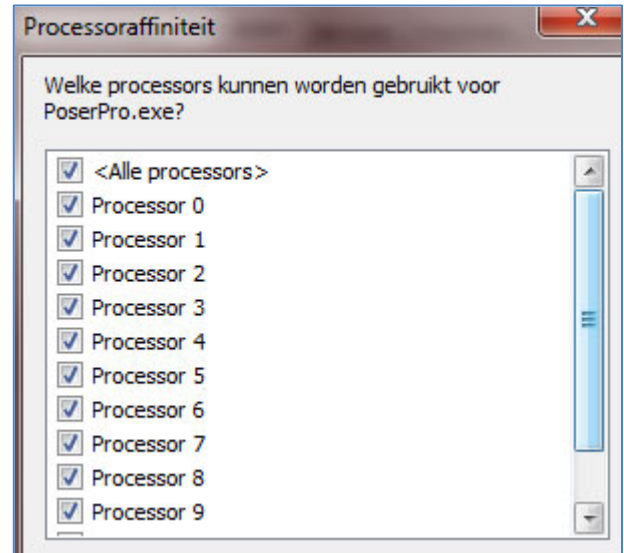 Processoraffiniteit
Welke processors kunnen worden gebruikt voor
PoserPro.exe?
<Alle processors>
Processor 0
Processor 1
Processor 2
Processor 3
Processor 4
Processor 5
Processor 6
Processor 7
Processor 8
Processor 9